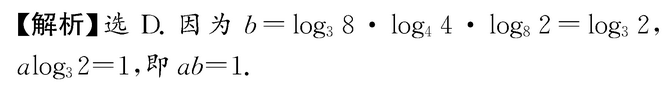 【解析】选 D. 因为 b＝log₃ 8 · log₄ 4 · log₈ 2＝log₃ 2,
alog₃ 2＝1,即 ab＝1.